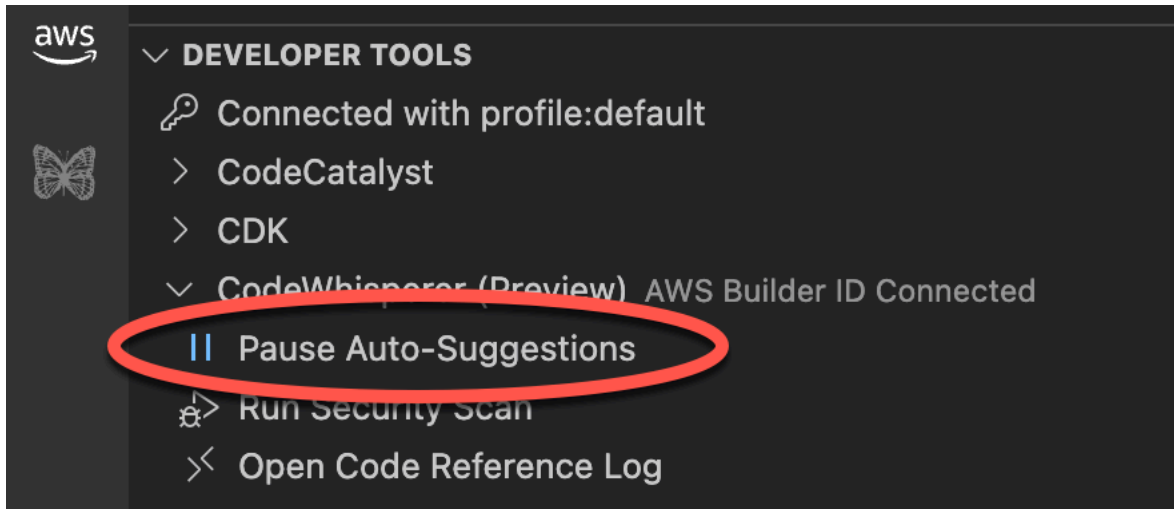 aws
DEVELOPER TOOLS
Connected with profile:default
CodeCatalyst
CDK
CodeWhisperer (Preview) AWS Builder ID Connected
Pause Auto-Suggestions
Run Security Scan
Open Code Reference Log